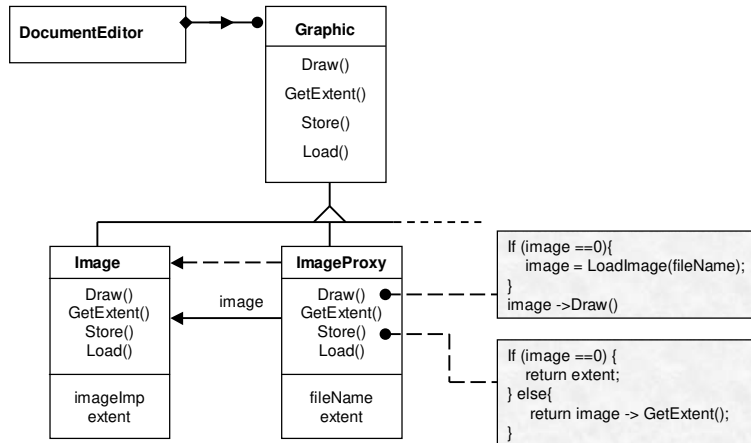 DocumentEditor
Graphic
Draw()
GetExtent()
Store()
Load()
Image
Draw()
GetExtent()
Store()
Load()
imageImp
extent
image
ImageProxy
Draw()
GetExtent()
Store()
Load()
fileName
extent
If (image ==0){
image = LoadImage(fileName);
}
image ->Draw()
If (image ==0) {
return extent;
} else{
return image -> GetExtent();
}